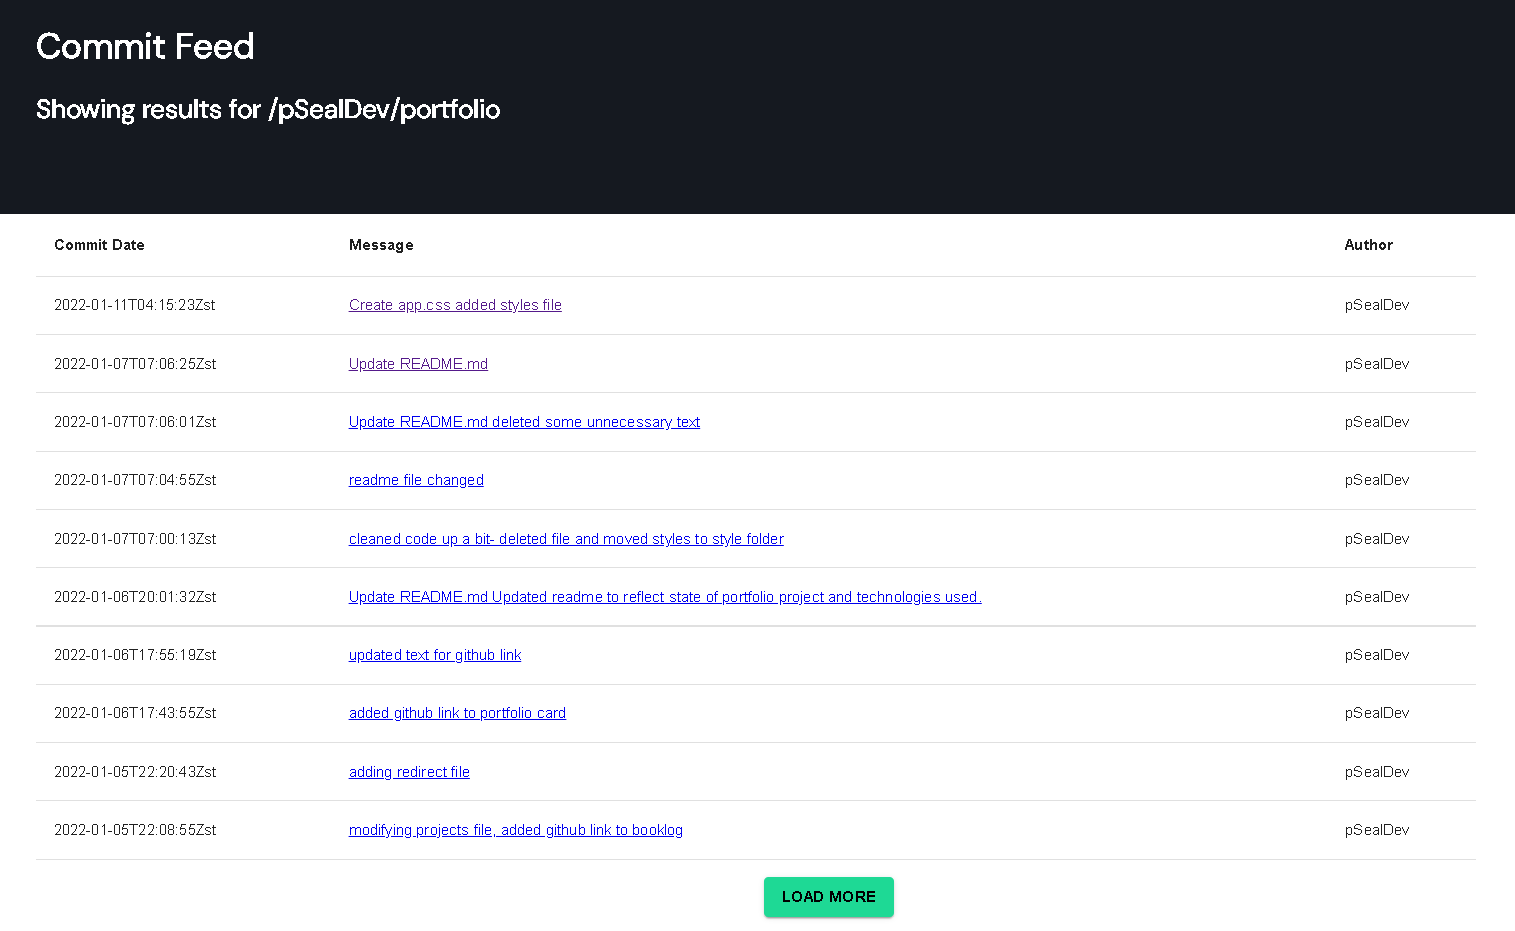 Commit Feed
Showing results for /pSealDev/portfolio
Commit Date Message Author
2022-01-11T04:15:23Zst Create app.css added styles file pSealDev
2022-01-07T07:06:25Zst Update README.md pSealDev
2022-01-07T07:06:01Zst Update README.md deleted some unnecessary text pSealDev
2022-01-07T07:04:55Zst readme file changed pSealDev
2022-01-07T07:00:13Zst cleaned code up a bit- deleted file and moved styles to style folder pSealDev
2022-01-06T20:01:32Zst Update README.md Updated readme to reflect state of portfolio project and technologies used. pSealDev
2022-01-06T17:55:19Zst updated text for github link pSealDev
2022-01-06T17:43:55Zst added github link to portfolio card pSealDev
2022-01-05T22:20:43Zst adding redirect file pSealDev
2022-01-05T22:08:55Zst modifying projects file, added github link to booklog pSealDev
LOAD MORE